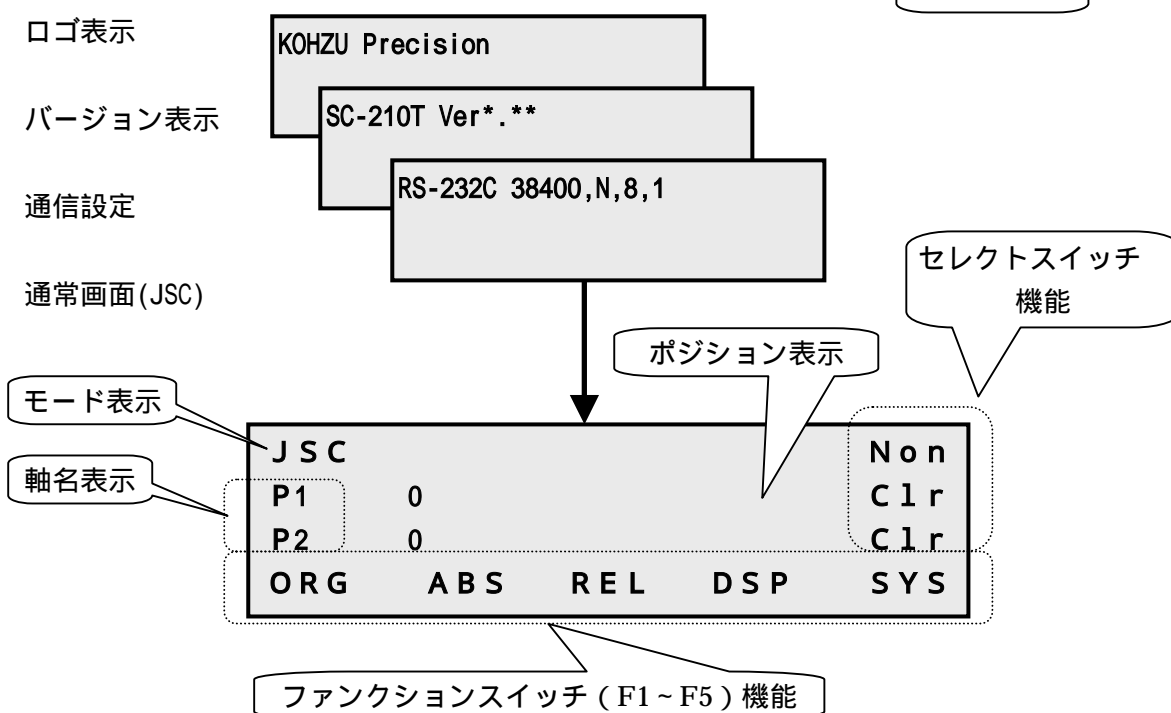 ロゴ表示
KOHZU Precision
バージョン表示
SC-210T Ver*.**
通信設定
RS-232C 38400,N,8,1
セレクトスイッチ
機能
通常画面(JSC)
ポジション表示
モード表示
JSC Non
軸名表示
P1 0 Clr
P2 0 Clr
ORG ABS REL DSP SYS
ファンクションスイッチ(F1~F5)機能